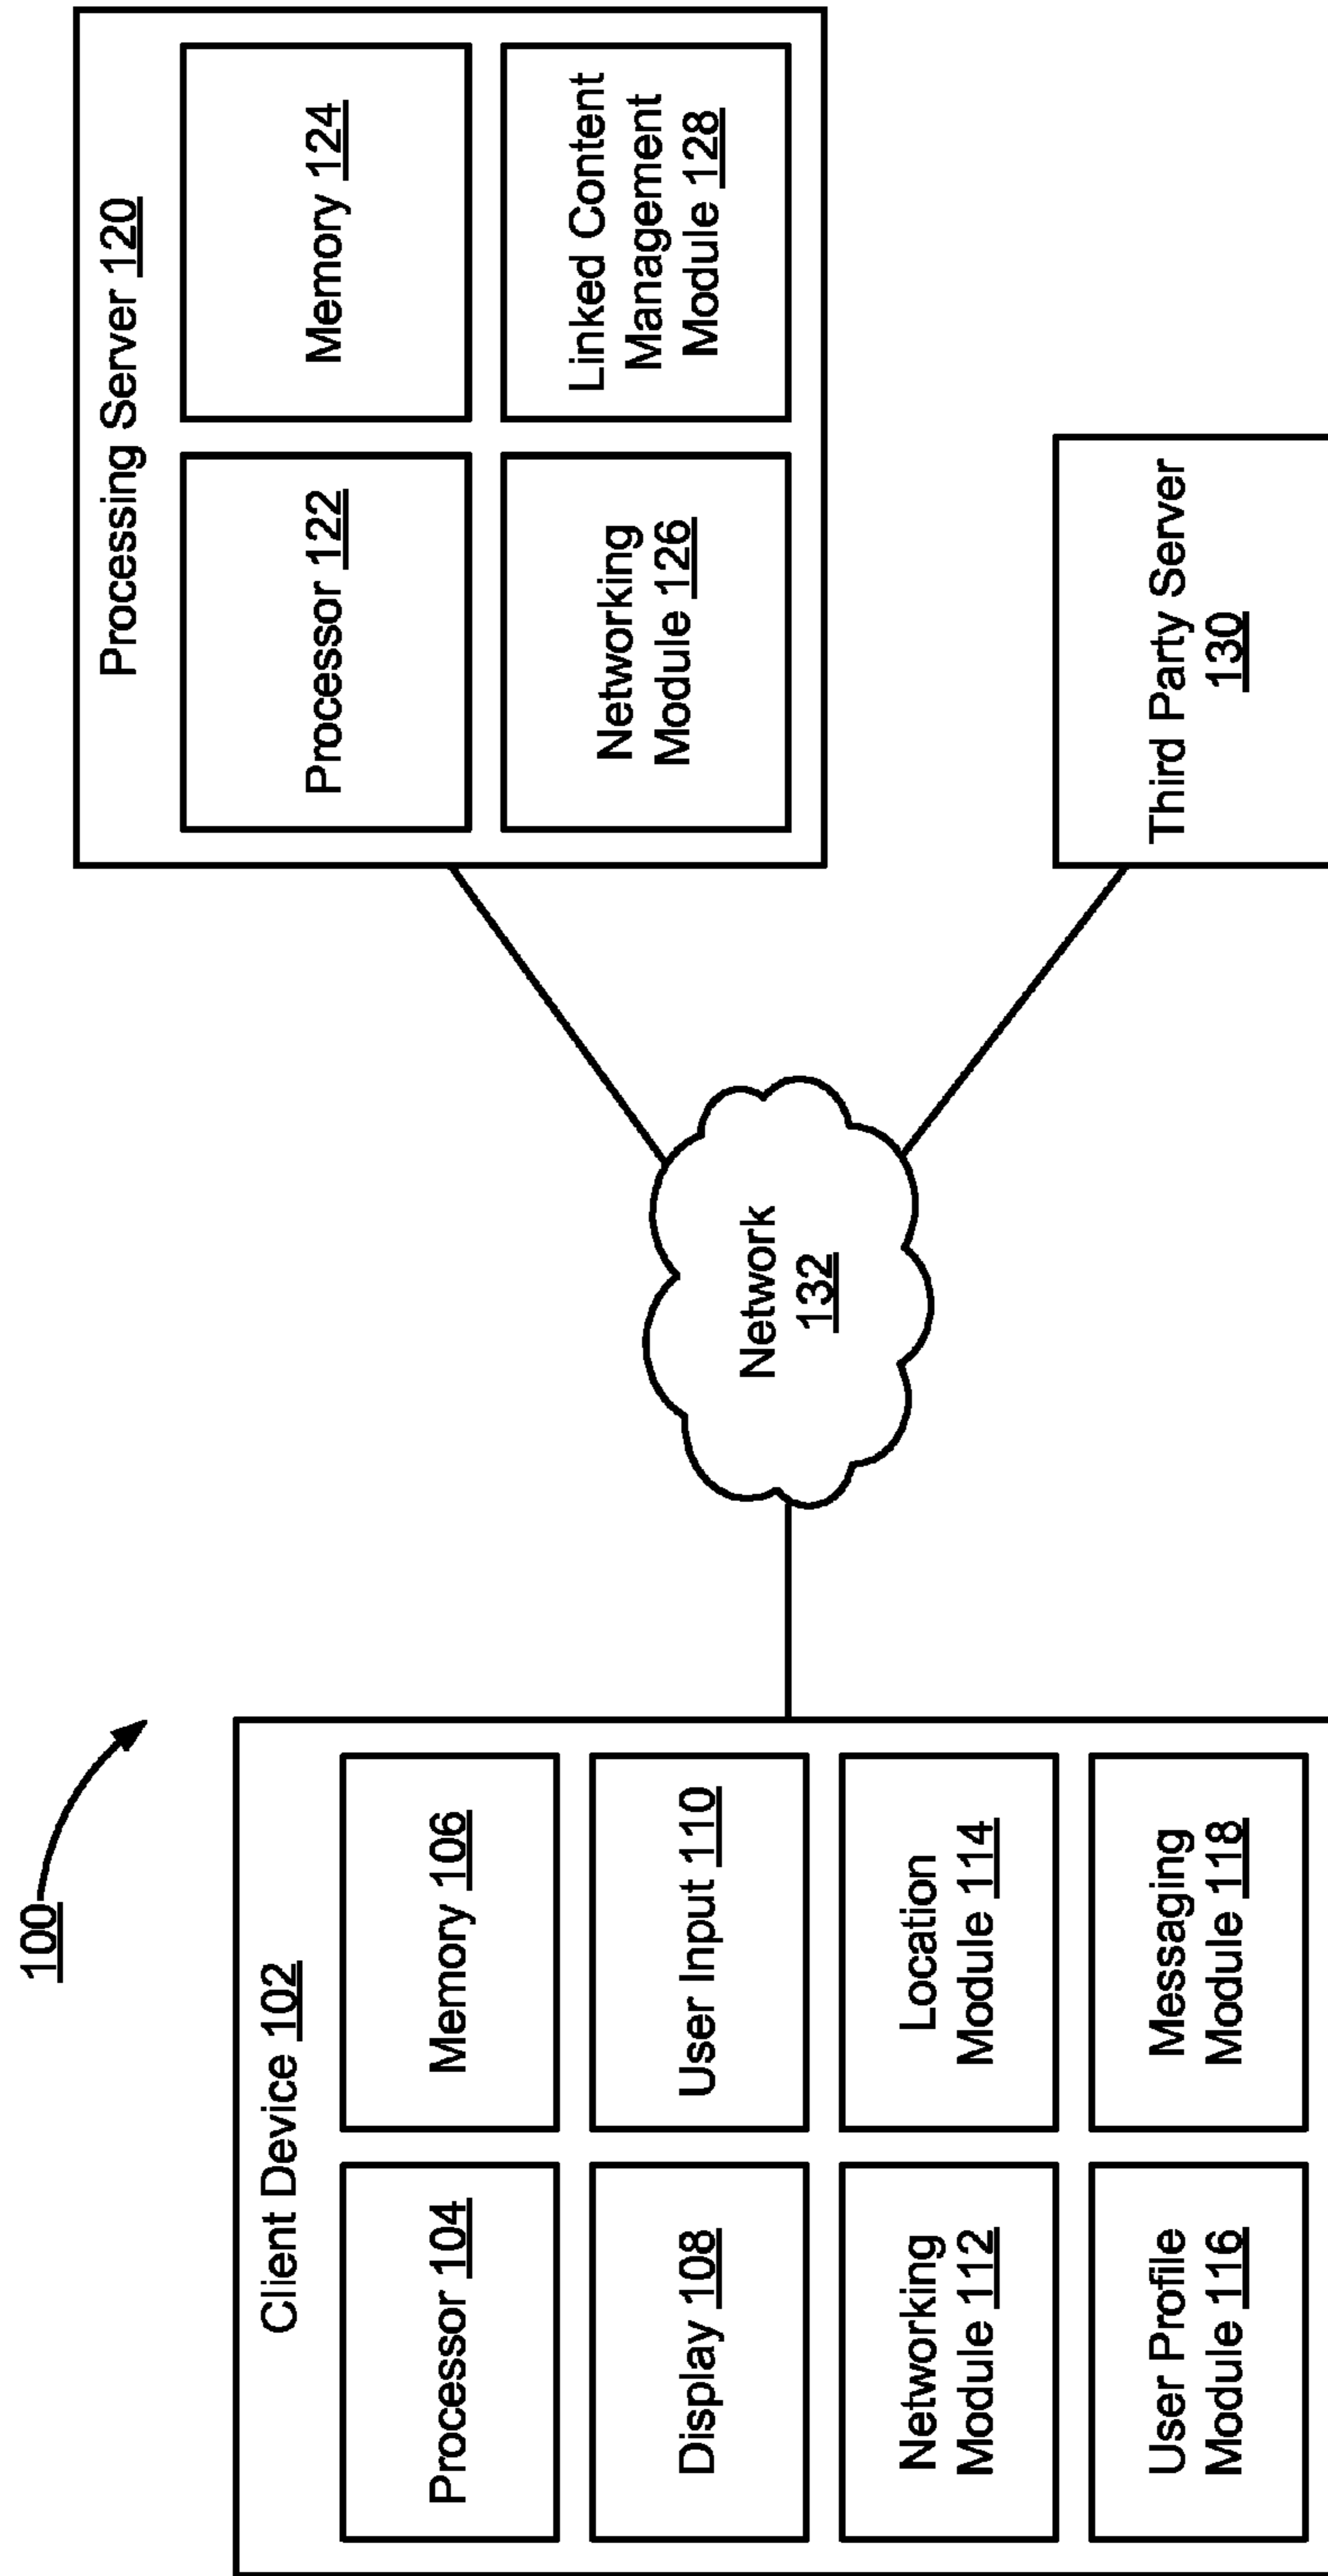 100
Client Device 102
Processor 104
Memory 106
Display 108
User Input 110
Networking
Module 112
Location
Module 114
User Profile
Module 116
Messaging
Module 118
Network
132
Processing Server 120
Processor 122
Memory 124
Networking
Module 126
Linked Content
Management
Module 128
Third Party Server
130